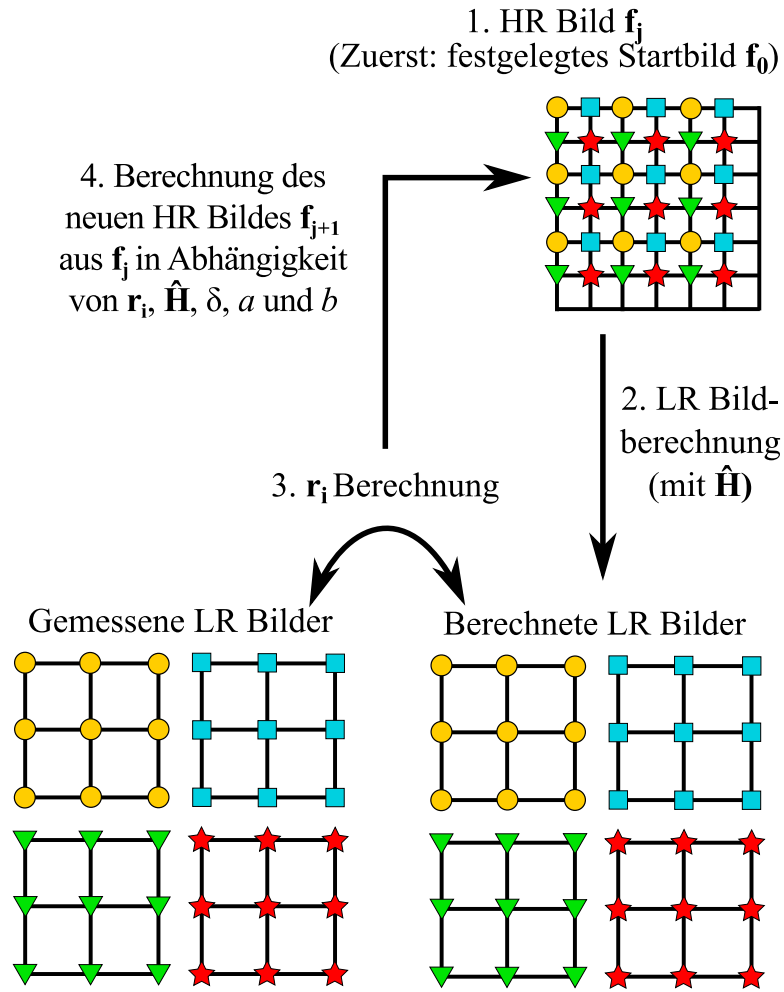 1. HR Bild fj
(Zuerst: festgelegtes Startbild f0)
4. Berechnung des
neuen HR Bildes fj+1
aus fj in Abhängigkeit
von ri, Ĥ, δ, a und b
2. LR Bild-
berechnung
(mit Ĥ)
3. ri Berechnung
Gemessene LR Bilder
Berechnete LR Bilder